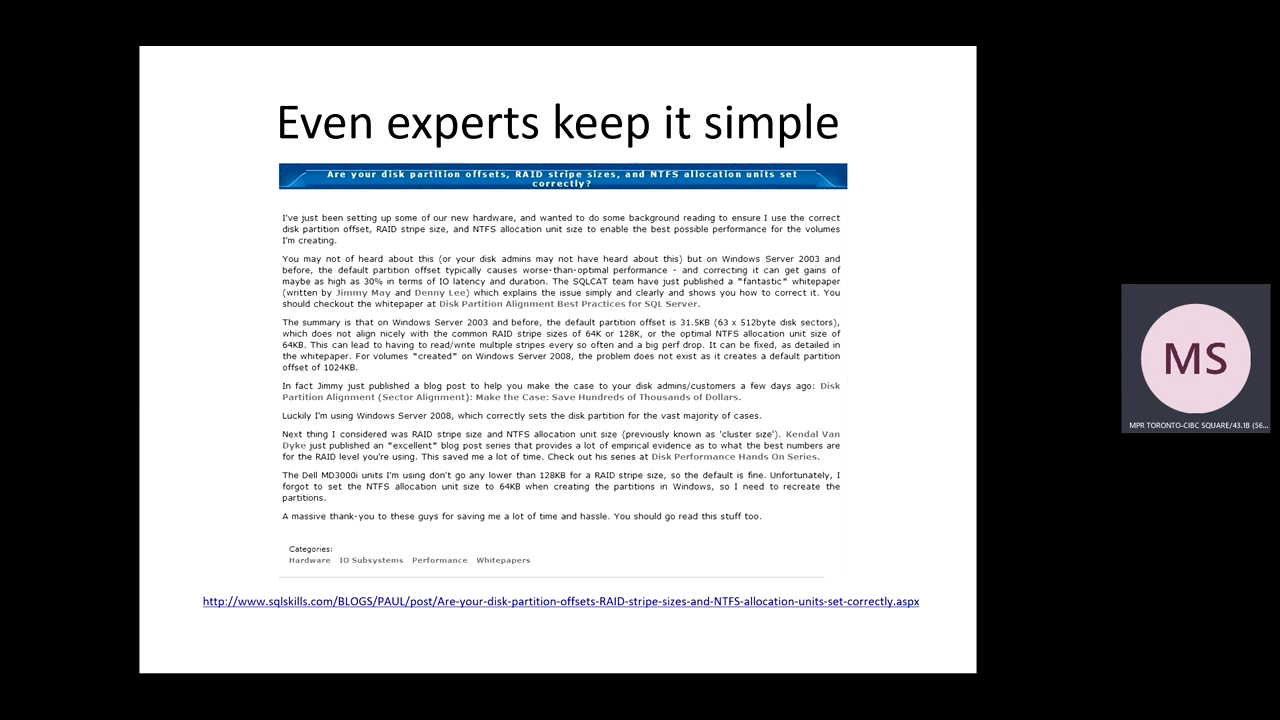 Even experts keep it simple
Are your disk partition offsets, RAID stripe sizes, and NTFS allocation units set
correctly?
I've just been setting up some of our new hardware, and wanted to do some background reading to ensure I use the correct
disk partition offset, RAID stripe size, and NTFS allocation unit size to enable the best possible performance for the volumes
I'm creating.
You may not of heard about this (or your disk admins may not have heard about this) but on Windows Server 2003 and
before, the default partition offset typically causes worse-than-optimal performance - and correcting it can get gains of
maybe as high as 30% in terms of IO latency and duration. The SQLCAT team have just published a *fantastic* whitepaper
(written by Jimmy May and Denny Lee) which explains the issue simply and clearly and shows you how to correct it. You
should checkout the whitepaper at Disk Partition Alignment Best Practices for SQL Server.
The summary is that on Windows Server 2003 and before, the default partition offset is 31.5KB (63 x 512byte disk sectors),
which does not align nicely with the common RAID stripe sizes of 64K or 128K, or the optimal NTFS allocation unit size of
64KB. This can lead to having to read/write multiple stripes every so often and a big perf drop. It can be fixed, as detailed in
the whitepaper. For volumes *created* on Windows Server 2008, the problem does not exist as it creates a default partition
offset of 1024KB.
In fact Jimmy just published a blog post to help you make the case to your disk admins/customers a few days ago: Disk
Partition Alignment (Sector Alignment): Make the Case: Save Hundreds of Thousands of Dollars.
Luckily I'm using Windows Server 2008, which correctly sets the disk partition for the vast majority of cases.
Next thing I considered was RAID stripe size and NTFS allocation unit size (previously known as 'cluster size'). Kendal Van
Dyke just published an *excellent* blog post series that provides a lot of empirical evidence as to what the best numbers are
for the RAID level you're using. This saved me a lot of time. Check out his series at Disk Performance Hands On Series.
The Dell MD3000i units I'm using don't go any lower than 128KB for a RAID stripe size, so the default is fine. Unfortunately, I
forgot to set the NTFS allocation unit size to 64KB when creating the partitions in Windows, so I need to recreate the
partitions.
A massive thank-you to these guys for saving me a lot of time and hassle. You should go read this stuff too.
Categories:
Hardware IO Subsystems Performance Whitepapers
http://www.sqlskills.com/BLOGS/PAUL/post/Are-your-disk-partition-offsets-RAID-stripe-sizes-and-NTFS-allocation-units-set-correctly.aspx
MS
MPR TORONTO-CIBC SQUARE/43.1B (56...